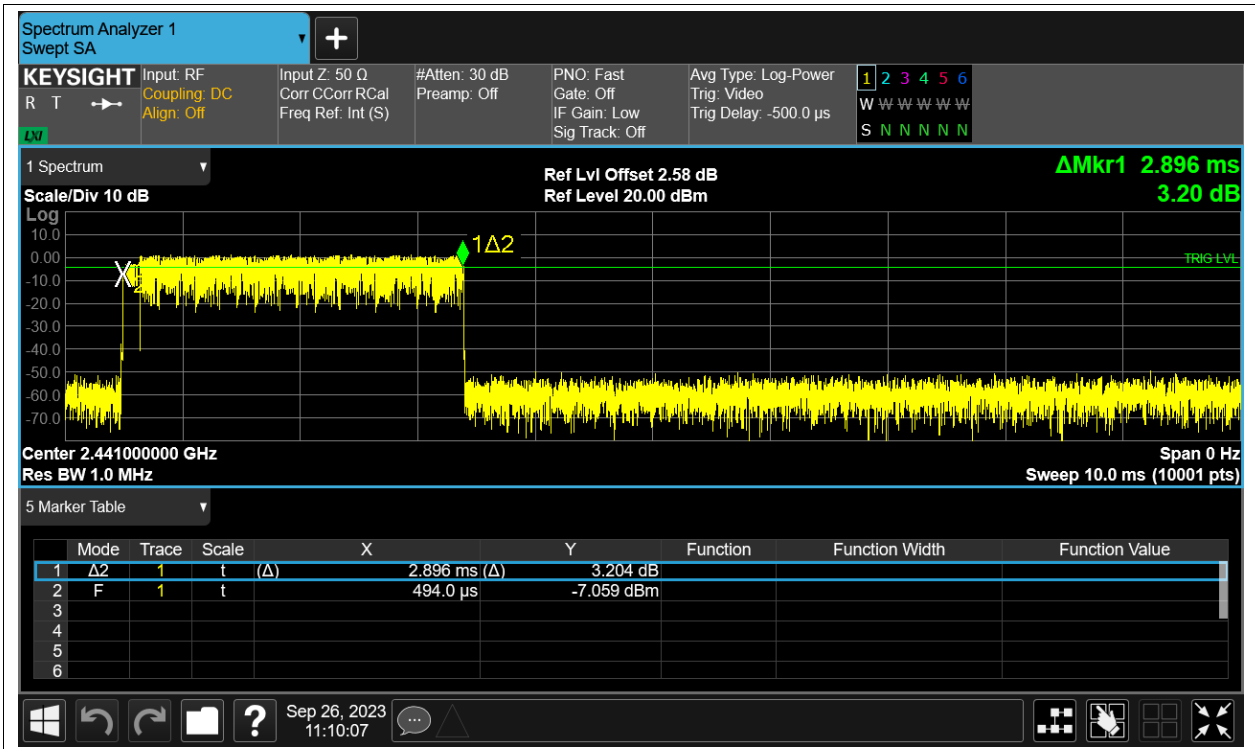 Spectrum Analyzer 1
Swept SA
KEYSIGHT
R T
LXI
Input: RF
Coupling: DC
Align: Off
Input Z: 50 Ω
Corr CCorr RCal
Freq Ref: Int (S)
#Atten: 30 dB
Preamp: Off
PNO: Fast
Gate: Off
IF Gain: Low
Sig Track: Off
Avg Type: Log-Power
Trig: Video
Trig Delay: -500.0 µs
1 2 3 4 5 6
W W W W W W
S N N N N N
1 Spectrum
Scale/Div 10 dB
Ref Lvl Offset 2.58 dB
Ref Level 20.00 dBm
ΔMkr1 2.896 ms
3.20 dB
Log
10.0
0.00
-10.0
-20.0
-30.0
-40.0
-50.0
-60.0
-70.0
X
1Δ2
TRIG LVL
Center 2.441000000 GHz
Span 0 Hz
Res BW 1.0 MHz
Sweep 10.0 ms (10001 pts)
5 Marker Table
Mode Trace Scale X Y Function Function Width Function Value
1 Δ2 1 t (Δ) 2.896 ms (Δ) 3.204 dB
2 F 1 t 494.0 µs -7.059 dBm
3
4
5
6
?
Sep 26, 2023
11:10:07